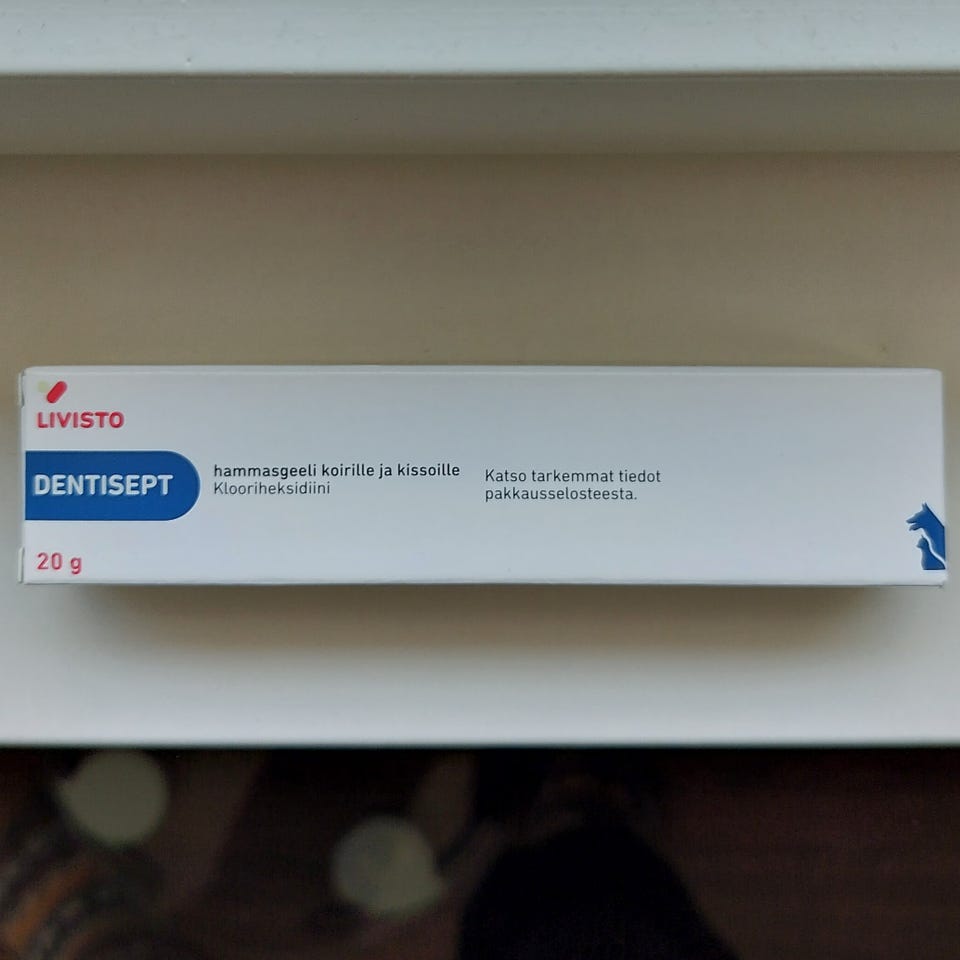 LIVISTO
DENTISEPT
hammasgeeli koirille ja kissoille
Klooriheksidiini
Katso tarkemmat tiedot
pakkausselosteesta.
20 g